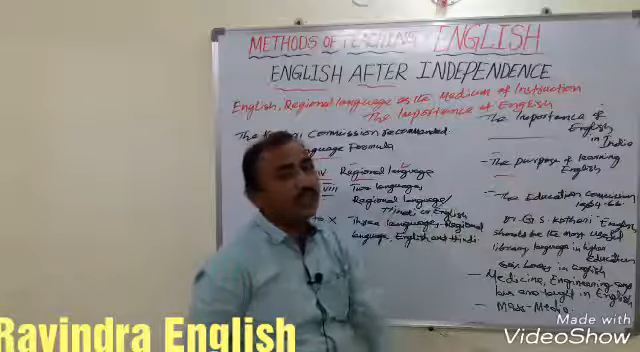 METHODS OF TEACHING ENGLISH
ENGLISH AFTER INDEPENDENCE
English, Regional language as the Medium of Instruction
The Importance of English
The Commission recommended
Language Formula
IV Regional language
VIII Two languages
Regional language/
Hindi or English
X Three languages, Regional
language, English and Hindi.
The Importance of
English
in India
- The purpose of learning
English
- The Education Commission
1964-66
Dr. G. S. Kothari English
should be the most useful
library language in higher
Education
in English
- Medicine, Engineering and
law are taught in English
- Mass-Media
Ravindra English
Made with
VideoShow